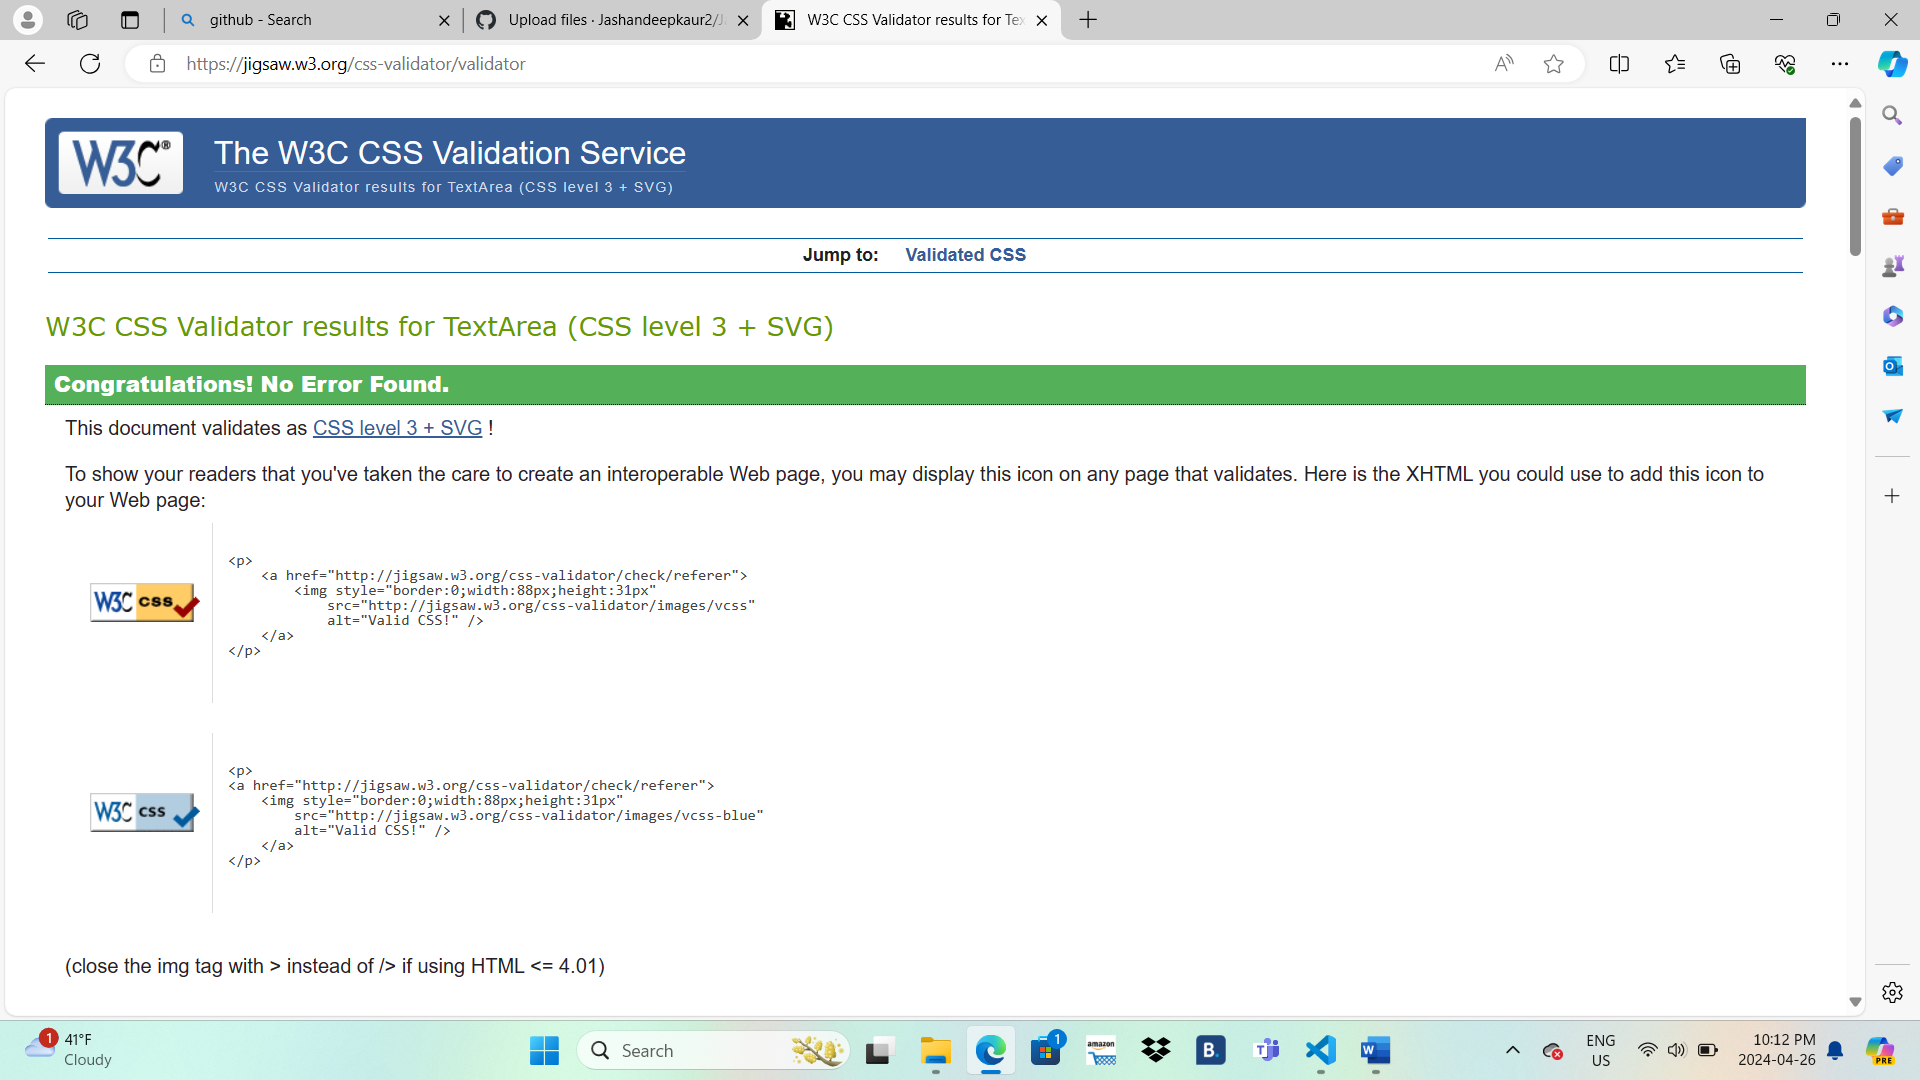 github - Search
Upload files · Jashandeepkaur2/J
W3C CSS Validator results for Tex
https://jigsaw.w3.org/css-validator/validator
W3C®
The W3C CSS Validation Service
W3C CSS Validator results for TextArea (CSS level 3 + SVG)
Jump to: Validated CSS
W3C CSS Validator results for TextArea (CSS level 3 + SVG)
Congratulations! No Error Found.
This document validates as CSS level 3 + SVG !
To show your readers that you've taken the care to create an interoperable Web page, you may display this icon on any page that validates. Here is the XHTML you could use to add this icon to
your Web page:
<p>
<a href="http://jigsaw.w3.org/css-validator/check/referer">
<img style="border:0;width:88px;height:31px"
src="http://jigsaw.w3.org/css-validator/images/vcss"
alt="Valid CSS!" />
</a>
</p>
W3C css
<p>
<a href="http://jigsaw.w3.org/css-validator/check/referer">
<img style="border:0;width:88px;height:31px"
src="http://jigsaw.w3.org/css-validator/images/vcss-blue"
alt="Valid CSS!" />
</a>
</p>
W3C css
(close the img tag with > instead of /> if using HTML <= 4.01)
1
41°F
Cloudy
Search
1
amazon
B.
T
W
ENG
US
10:12 PM
2024-04-26
PRE